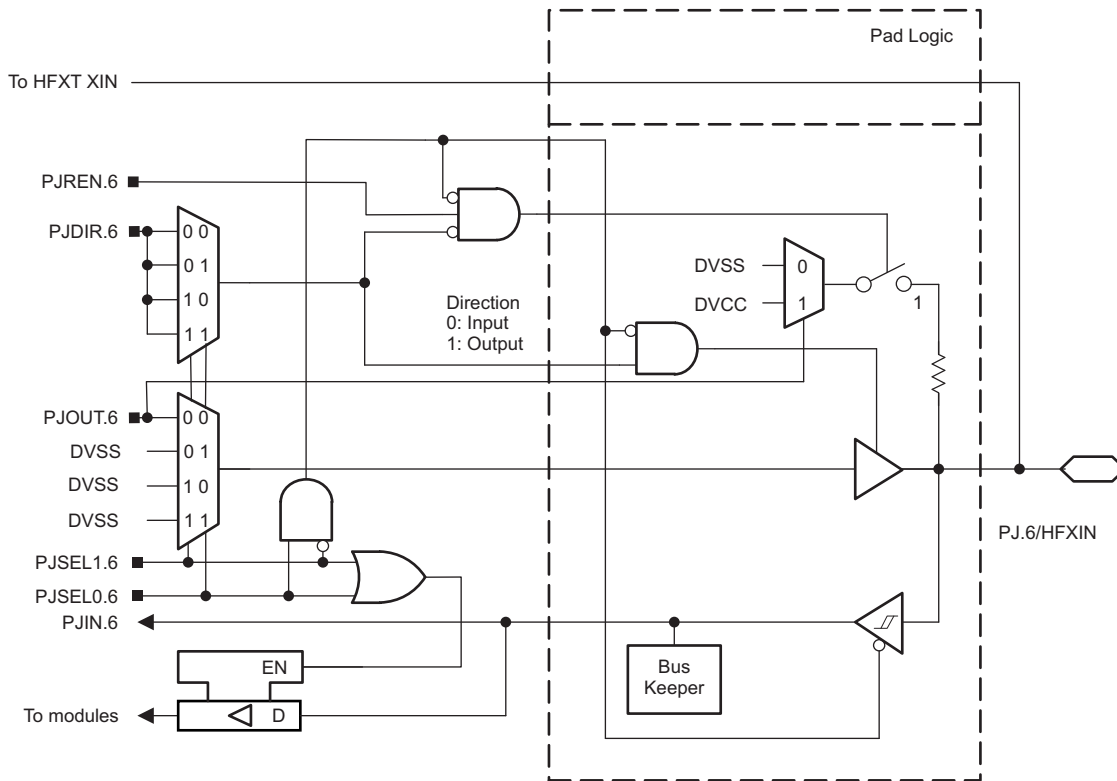 Pad Logic
To HFXT XIN
PJREN.6
PJDIR.6
0 0
0 1
1 0
1 1
DVSS
0
DVCC
1
1
Direction
0: Input
1: Output
PJOUT.6
0 0
DVSS
0 1
DVSS
1 0
DVSS
1 1
PJ.6/HFXIN
PJSEL1.6
PJSEL0.6
PJIN.6
Bus
Keeper
EN
To modules
D